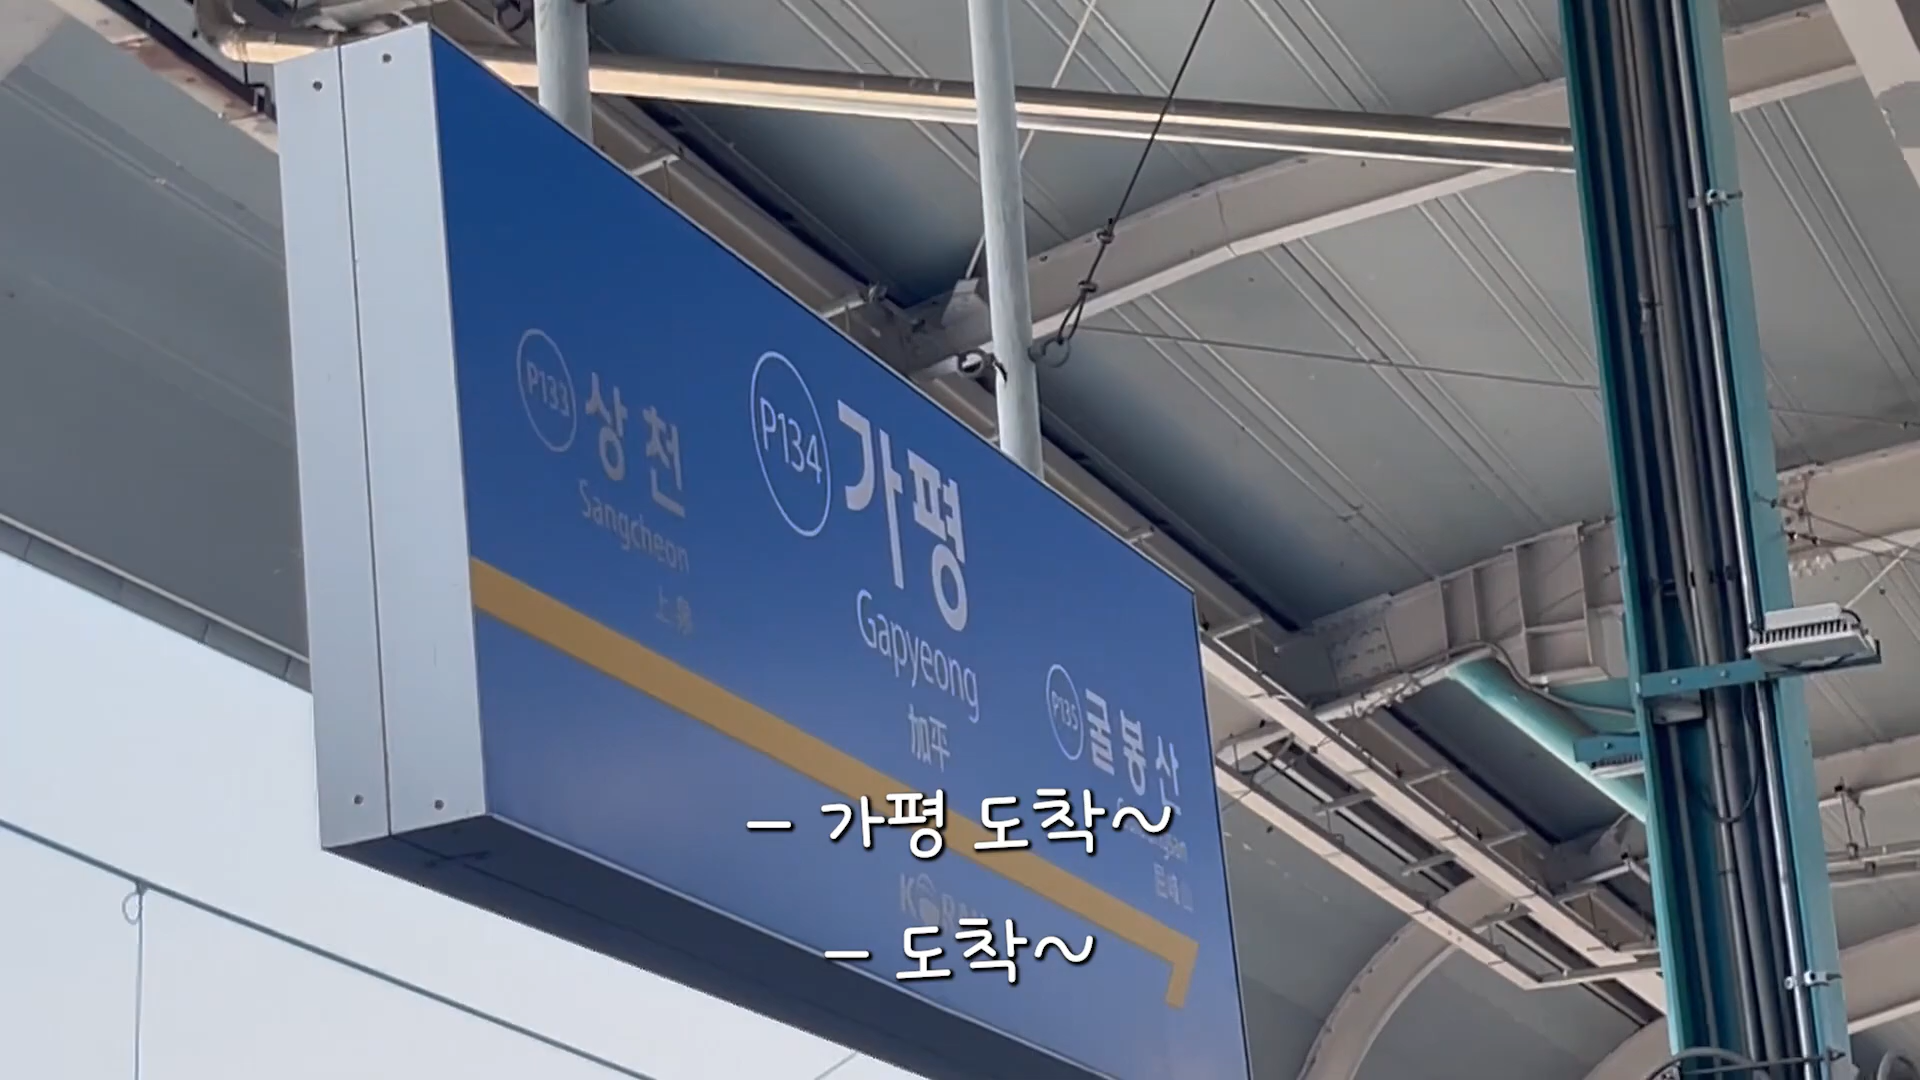 P133 상천
Sangcheon
上泉
P134 가평
Gapyeong
加平
P135 굴봉산
- 가평 도착~
KORAIL
- 도착~